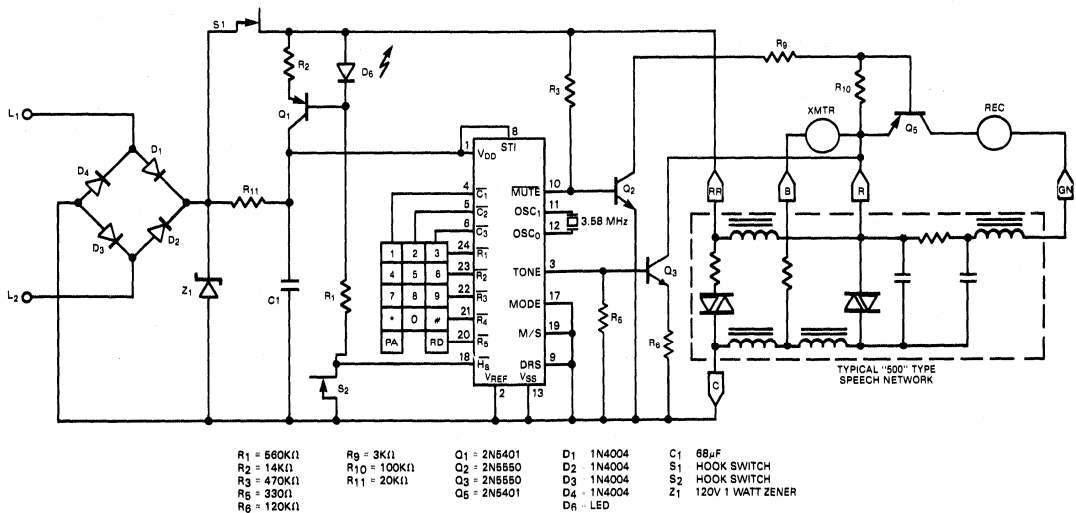 S1
R2
D6
Q1
R3
R9
R10
XMTR
Q5
REC
L1
L2
D4
D1
D3
D2
R11
Z1
C1
R1
S2
8
STI
1 VDD
4 C1
5 C2
6 C3
24 R1
23 R2
22 R3
21 R4
20 R5
18 HS
VREF
2
VSS
13
10 MUTE
11 OSC1
12 OSCO
3.58 MHz
3 TONE
17 MODE
19 M/S
9 DRS
1 2 3
4 5 6
7 8 9
* 0 #
PA RD
Q2
Q3
R5
R6
RR
B
R
GN
C
TYPICAL "500" TYPE
SPEECH NETWORK
R1 = 560KΩ
R2 = 14KΩ
R3 = 470KΩ
R5 = 330Ω
R6 = 120KΩ
R9 = 3KΩ
R10 = 100KΩ
R11 = 20KΩ
Q1 = 2N5401
Q2 = 2N5550
Q3 = 2N5550
Q5 = 2N5401
D1 1N4004
D2 1N4004
D3 1N4004
D4 1N4004
D6 - LED
C1 68μF
S1 HOOK SWITCH
S2 HOOK SWITCH
Z1 120V 1 WATT ZENER